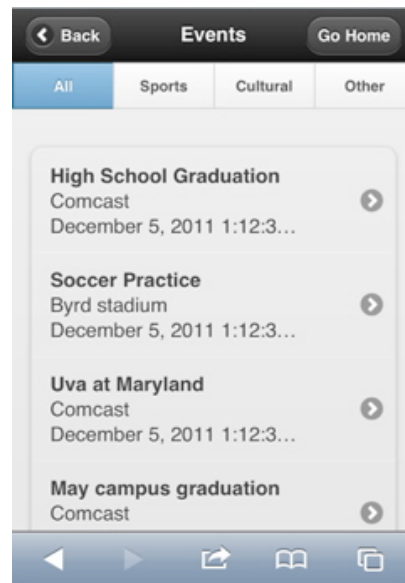 Back
Events
Go Home
All
Sports
Cultural
Other
High School Graduation
Comcast
December 5, 2011 1:12:3...
Soccer Practice
Byrd stadium
December 5, 2011 1:12:3...
Uva at Maryland
Comcast
December 5, 2011 1:12:3...
May campus graduation
Comcast